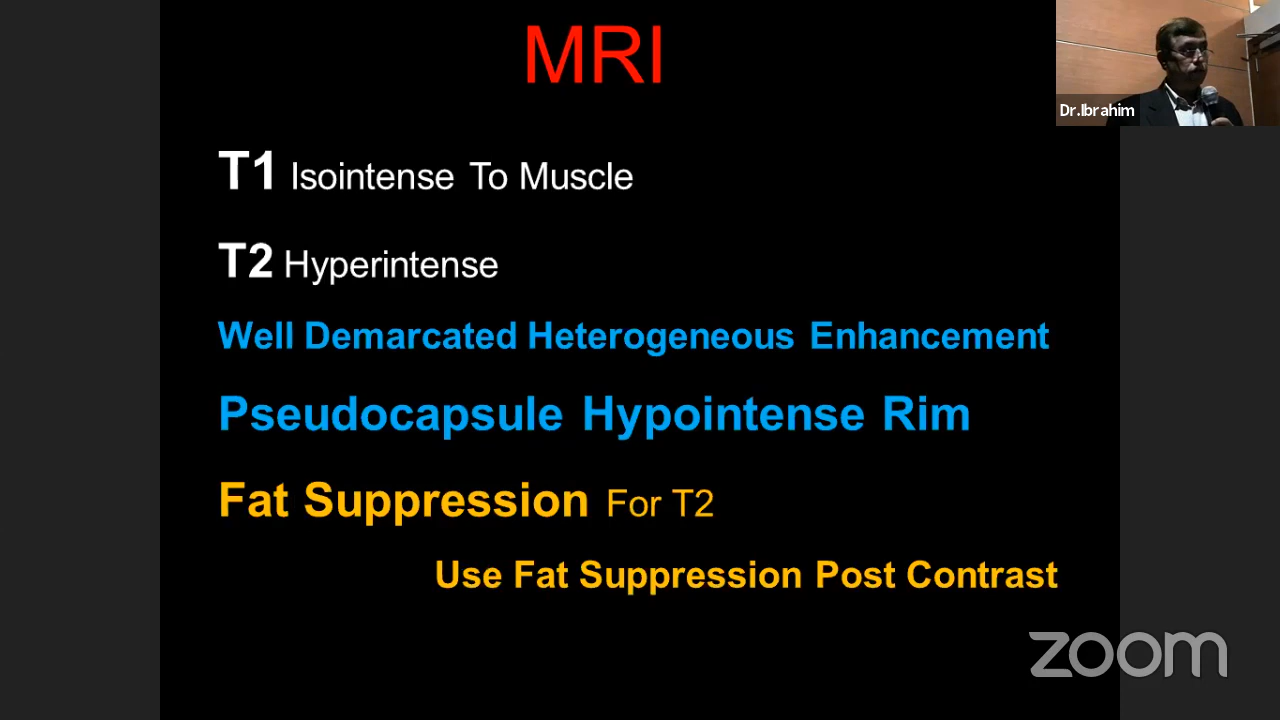 MRI
Dr.Ibrahim
T1 Isointense To Muscle
T2 Hyperintense
Well Demarcated Heterogeneous Enhancement
Pseudocapsule Hypointense Rim
Fat Suppression For T2
Use Fat Suppression Post Contrast
zoom